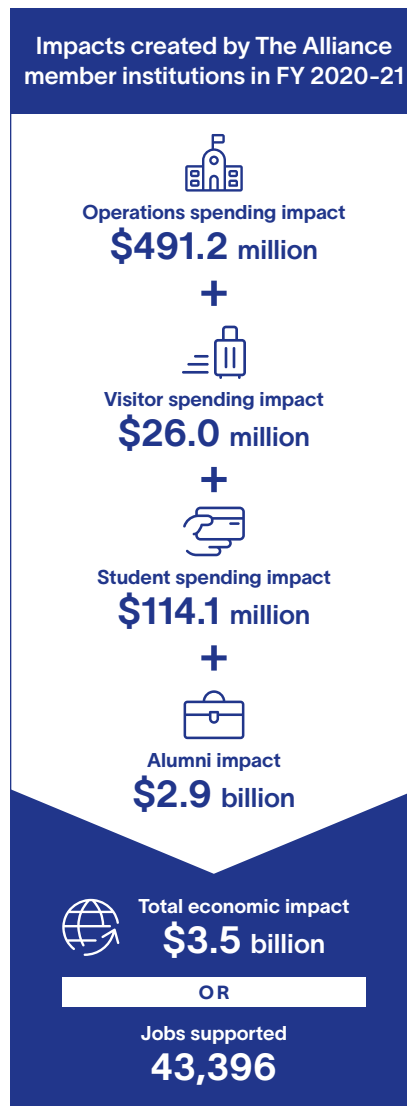 Impacts created by The Alliance
member institutions in FY 2020-21
Operations spending impact
$491.2 million
+
Visitor spending impact
$26.0 million
+
Student spending impact
$114.1 million
+
Alumni impact
$2.9 billion
Total economic impact
$3.5 billion
OR
Jobs supported
43,396